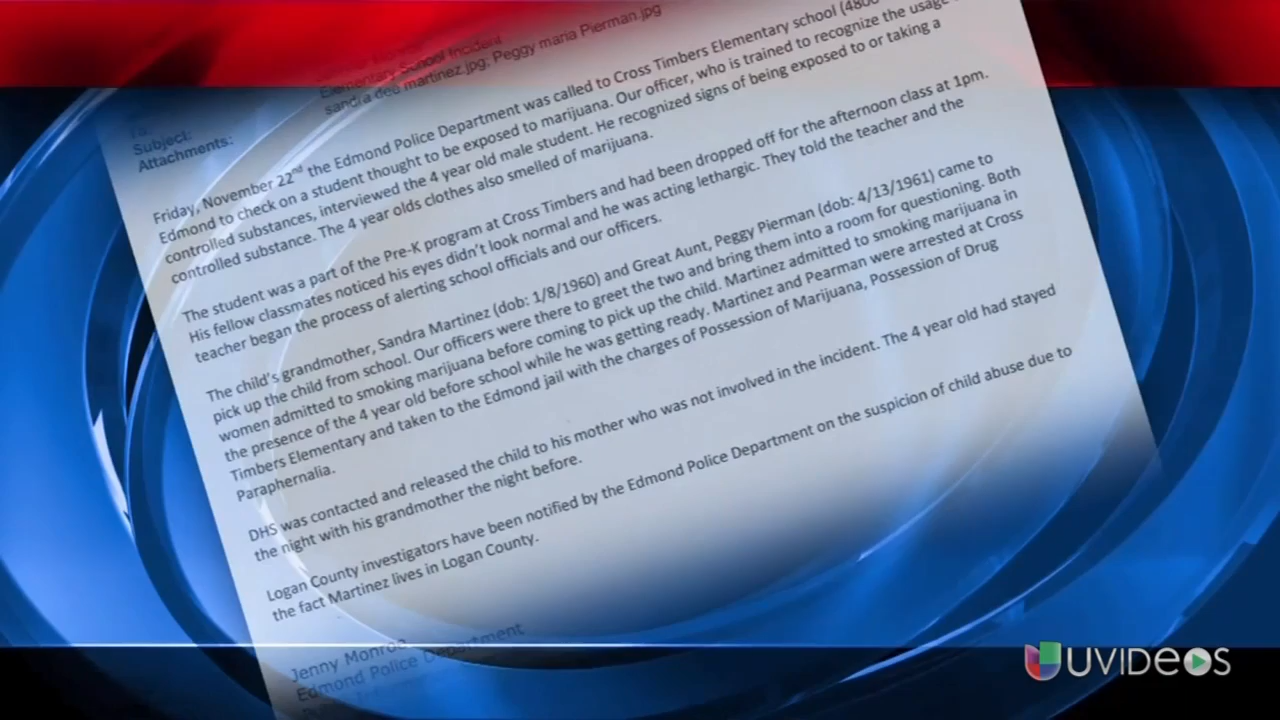 Subject: Elementary School Incident
Attachments: sandra dee martinez.jpg; Peggy maria Pierman.jpg
Friday, November 22nd the Edmond Police Department was called to Cross Timbers Elementary school (4800
Edmond to check on a student thought to be exposed to marijuana. Our officer, who is trained to recognize the usage
controlled substances, interviewed the 4 year old male student. He recognized signs of being exposed to or taking a
controlled substance. The 4 year olds clothes also smelled of marijuana.
The student was a part of the Pre-K program at Cross Timbers and had been dropped off for the afternoon class at 1pm.
His fellow classmates noticed his eyes didn't look normal and he was acting lethargic. They told the teacher and the
teacher began the process of alerting school officials and our officers.
The child's grandmother, Sandra Martinez (dob: 1/8/1960) and Great Aunt, Peggy Pierman (dob: 4/13/1961) came to
pick up the child from school. Our officers were there to greet the two and bring them into a room for questioning. Both
women admitted to smoking marijuana before coming to pick up the child. Martinez admitted to smoking marijuana in
the presence of the 4 year old before school while he was getting ready. Martinez and Pearman were arrested at Cross
Timbers Elementary and taken to the Edmond jail with the charges of Possession of Marijuana, Possession of Drug
Paraphernalia.
DHS was contacted and released the child to his mother who was not involved in the incident. The 4 year old had stayed
the night with his grandmother the night before.
Logan County investigators have been notified by the Edmond Police Department on the suspicion of child abuse due to
the fact Martinez lives in Logan County.
Jenny Monroe
Edmond Police Department
UVIDEOS